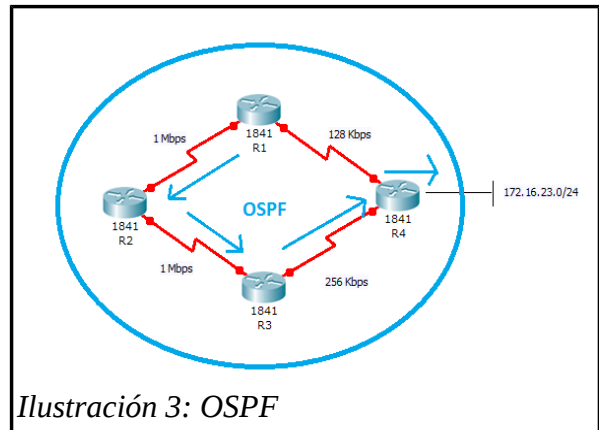 1841
R1
1 Mbps
128 Kbps
1841
R2
OSPF
1841
R4
172.16.23.0/24
1 Mbps
1841
R3
256 Kbps
Ilustración 3: OSPF